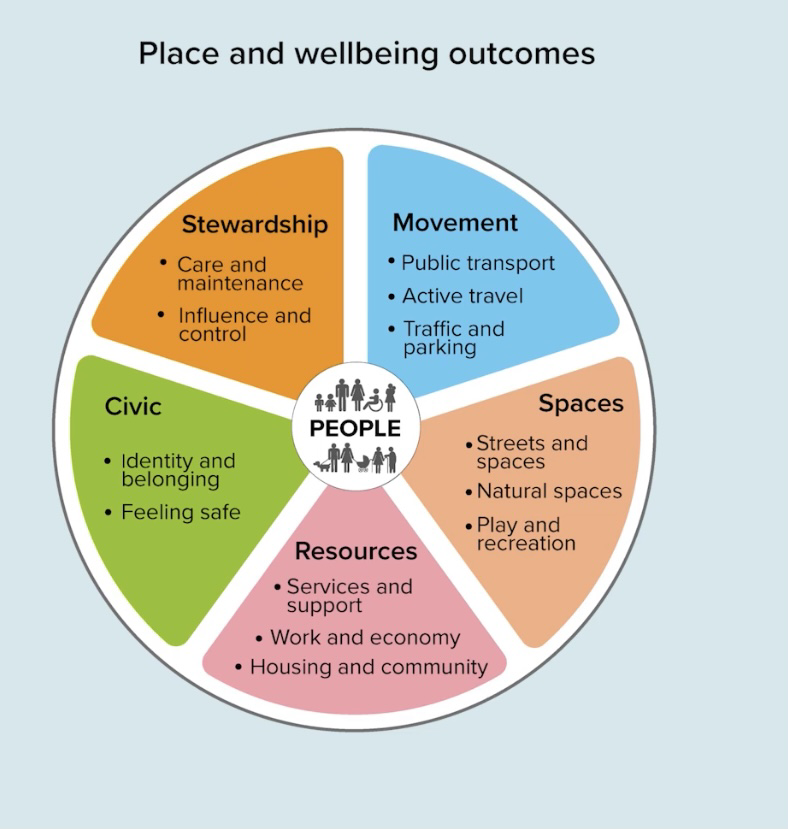 Place and wellbeing outcomes
Stewardship
• Care and
maintenance
• Influence and
control
Movement
• Public transport
• Active travel
• Traffic and
parking
Spaces
• Streets and
spaces
• Natural spaces
• Play and
recreation
Resources
• Services and
support
• Work and economy
• Housing and community
Civic
• Identity and
belonging
• Feeling safe
PEOPLE